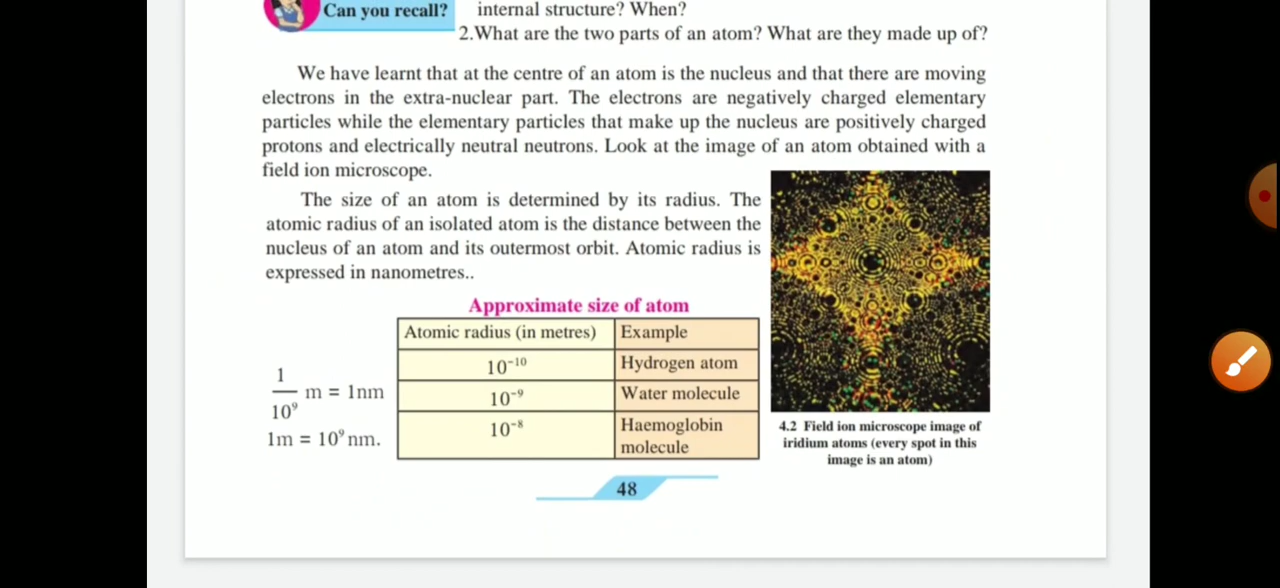 Can you recall?
internal structure? When?
2.What are the two parts of an atom? What are they made up of?
We have learnt that at the centre of an atom is the nucleus and that there are moving
electrons in the extra-nuclear part. The electrons are negatively charged elementary
particles while the elementary particles that make up the nucleus are positively charged
protons and electrically neutral neutrons. Look at the image of an atom obtained with a
field ion microscope.
The size of an atom is determined by its radius. The
atomic radius of an isolated atom is the distance between the
nucleus of an atom and its outermost orbit. Atomic radius is
expressed in nanometres..
Approximate size of atom
Atomic radius (in metres) Example
10⁻¹⁰ Hydrogen atom
10⁻⁹ Water molecule
10⁻⁸ Haemoglobin
molecule
1
m = 1nm
10⁹
1m = 10⁹ nm.
4.2 Field ion microscope image of
iridium atoms (every spot in this
image is an atom)
48